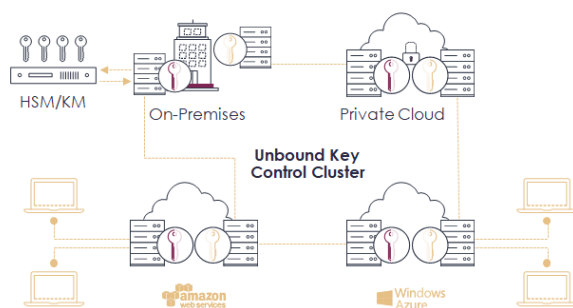 HSM/KM
On-Premises
Private Cloud
Unbound Key
Control Cluster
amazon
web services
Windows
Azure